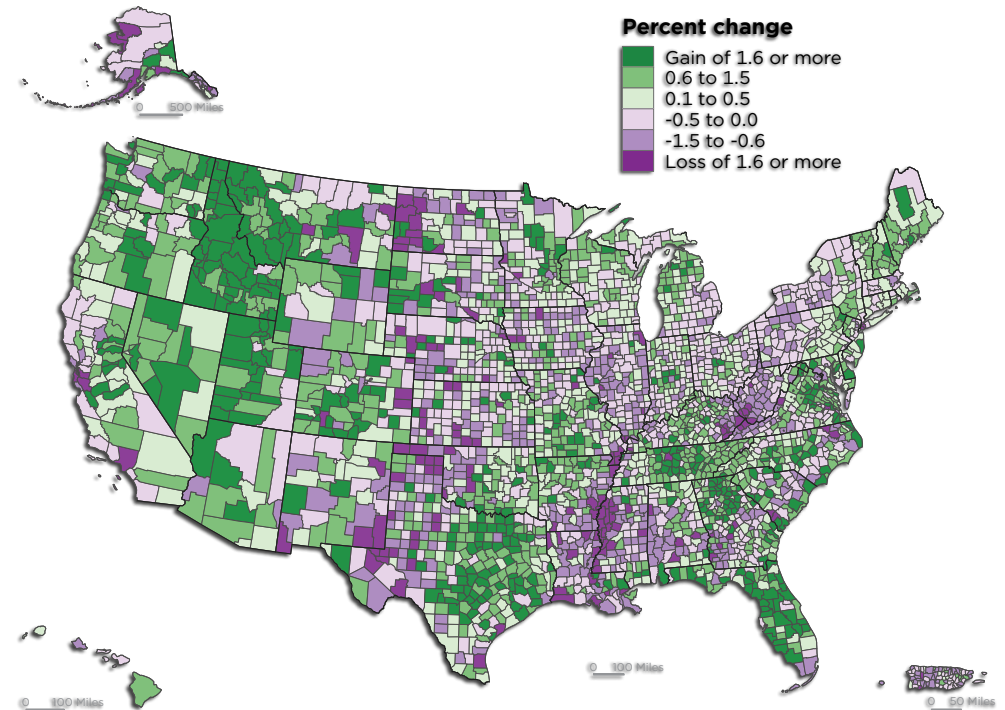 Percent change
Gain of 1.6 or more
0.6 to 1.5
0.1 to 0.5
-0.5 to 0.0
-1.5 to -0.6
Loss of 1.6 or more
0 500 Miles
0 100 Miles
0 100 Miles
0 50 Miles